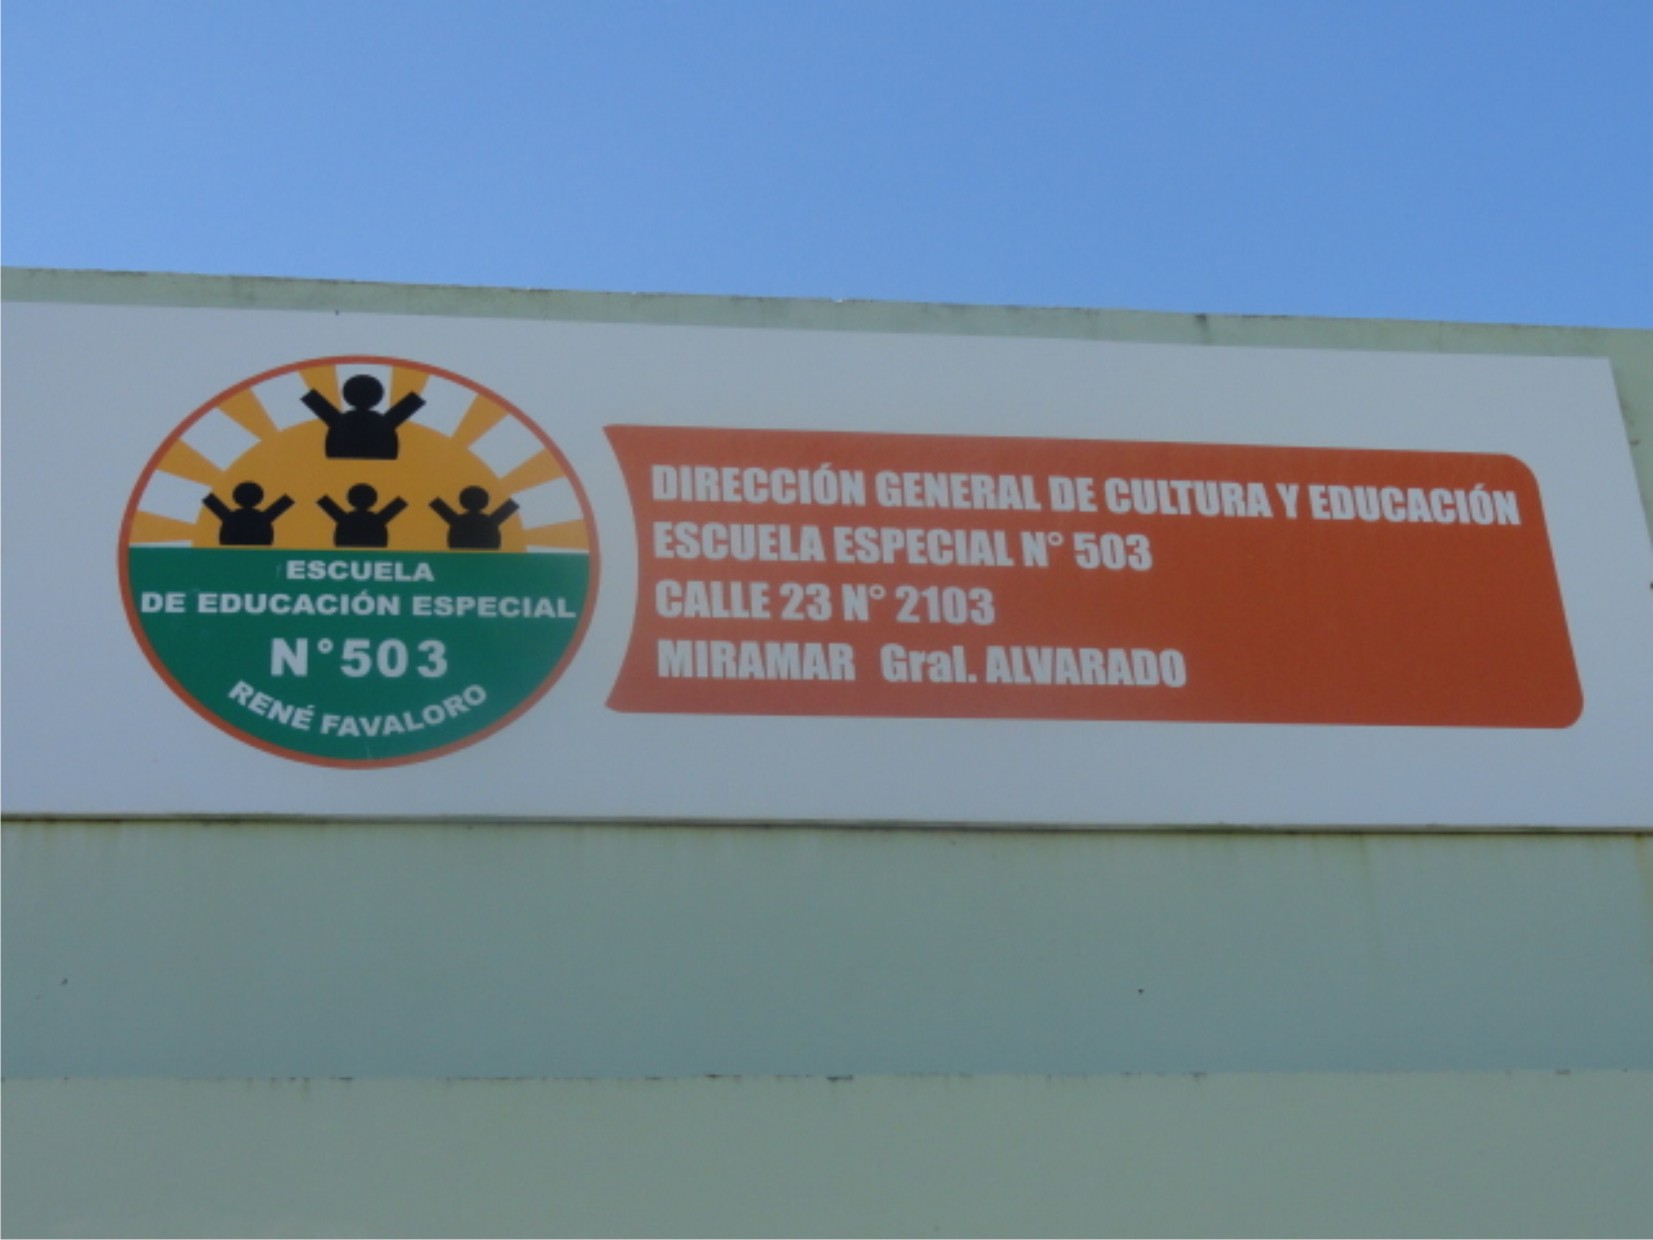 ESCUELA
DE EDUCACIÓN ESPECIAL
N°503
RENÉ FAVALORO
DIRECCIÓN GENERAL DE CULTURA Y EDUCACIÓN
ESCUELA ESPECIAL N° 503
CALLE 23 N° 2103
MIRAMAR Gral. ALVARADO